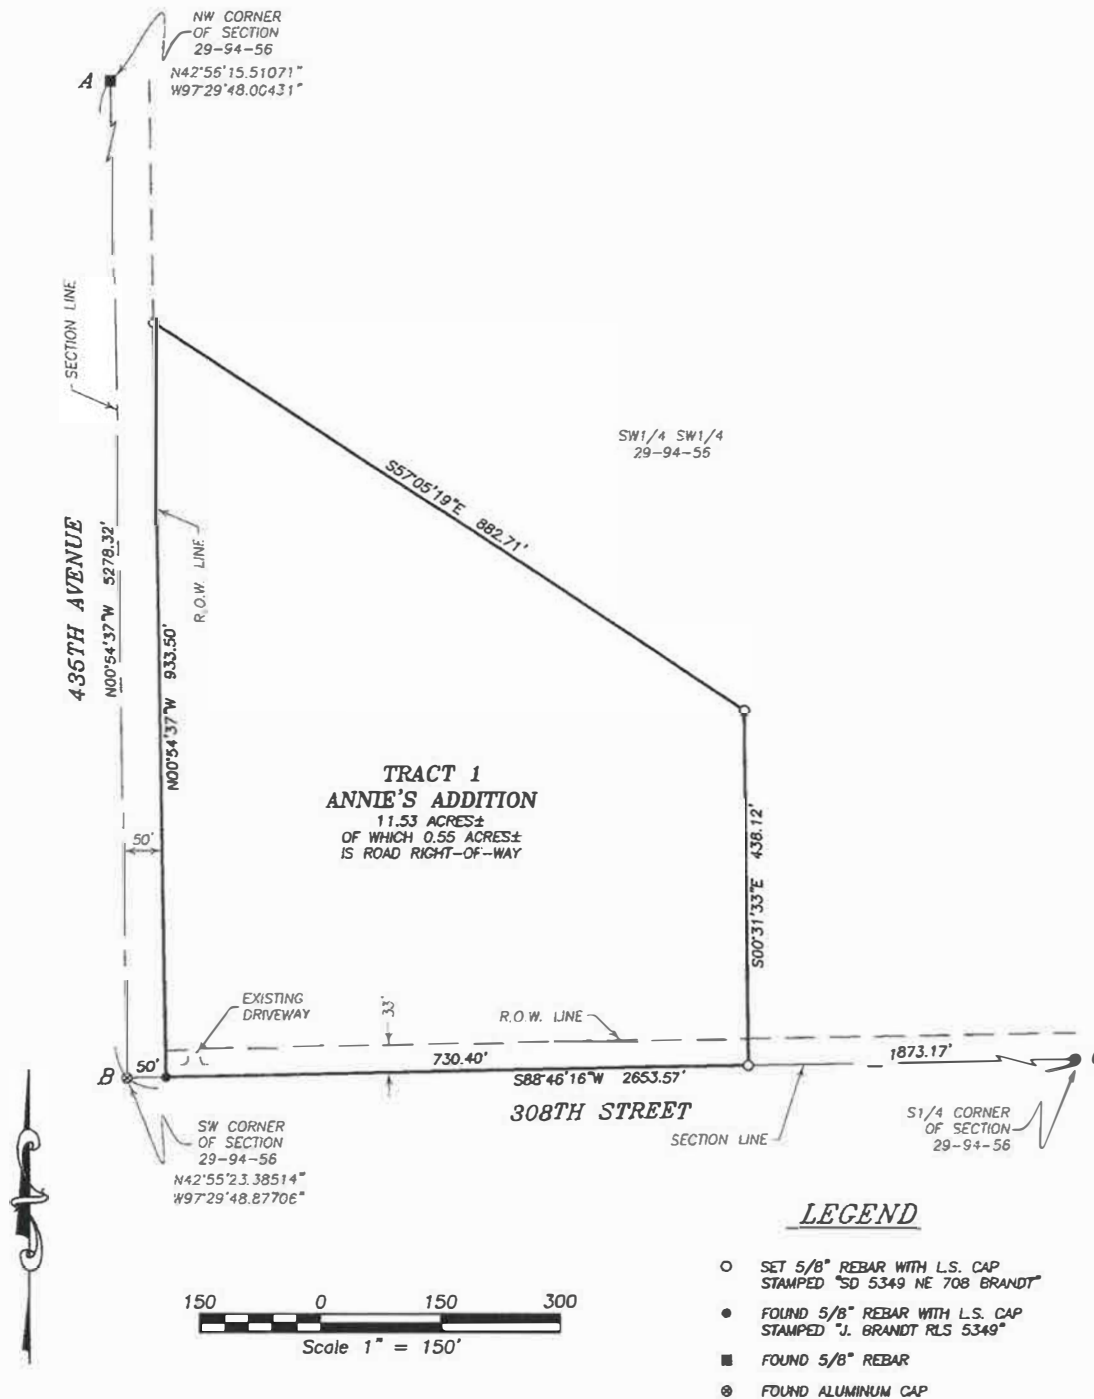 NW CORNER
OF SECTION
29-94-56
N42°56'15.51071"
W97°29'48.00431"
A
SECTION LINE
SW1/4 SW1/4
29-94-56
S57°05'19"E 882.71'
R.O.W. LINE
435TH AVENUE
N00°54'37"W 5278.32'
N00°54'37"W 933.50'
TRACT 1
ANNIE'S ADDITION
11.53 ACRES±
OF WHICH 0.55 ACRES±
IS ROAD RIGHT-OF-WAY
50'
S00°31'33"E 438.12'
EXISTING
DRIVEWAY
33'
R.O.W. LINE
B
50'
730.40'
1873.17'
S88°46'16"W 2653.57'
308TH STREET
SECTION LINE
SW CORNER
OF SECTION
29-94-56
N42°55'23.38514"
W97°29'48.87706"
S1/4 CORNER
OF SECTION
29-94-56
LEGEND
SET 5/8" REBAR WITH L.S. CAP
STAMPED "SD 5349 NE 708 BRANDT"
FOUND 5/8" REBAR WITH L.S. CAP
STAMPED "J. BRANDT RLS 5349"
FOUND 5/8" REBAR
FOUND ALUMINUM CAP
150 0 150 300
Scale 1" = 150'